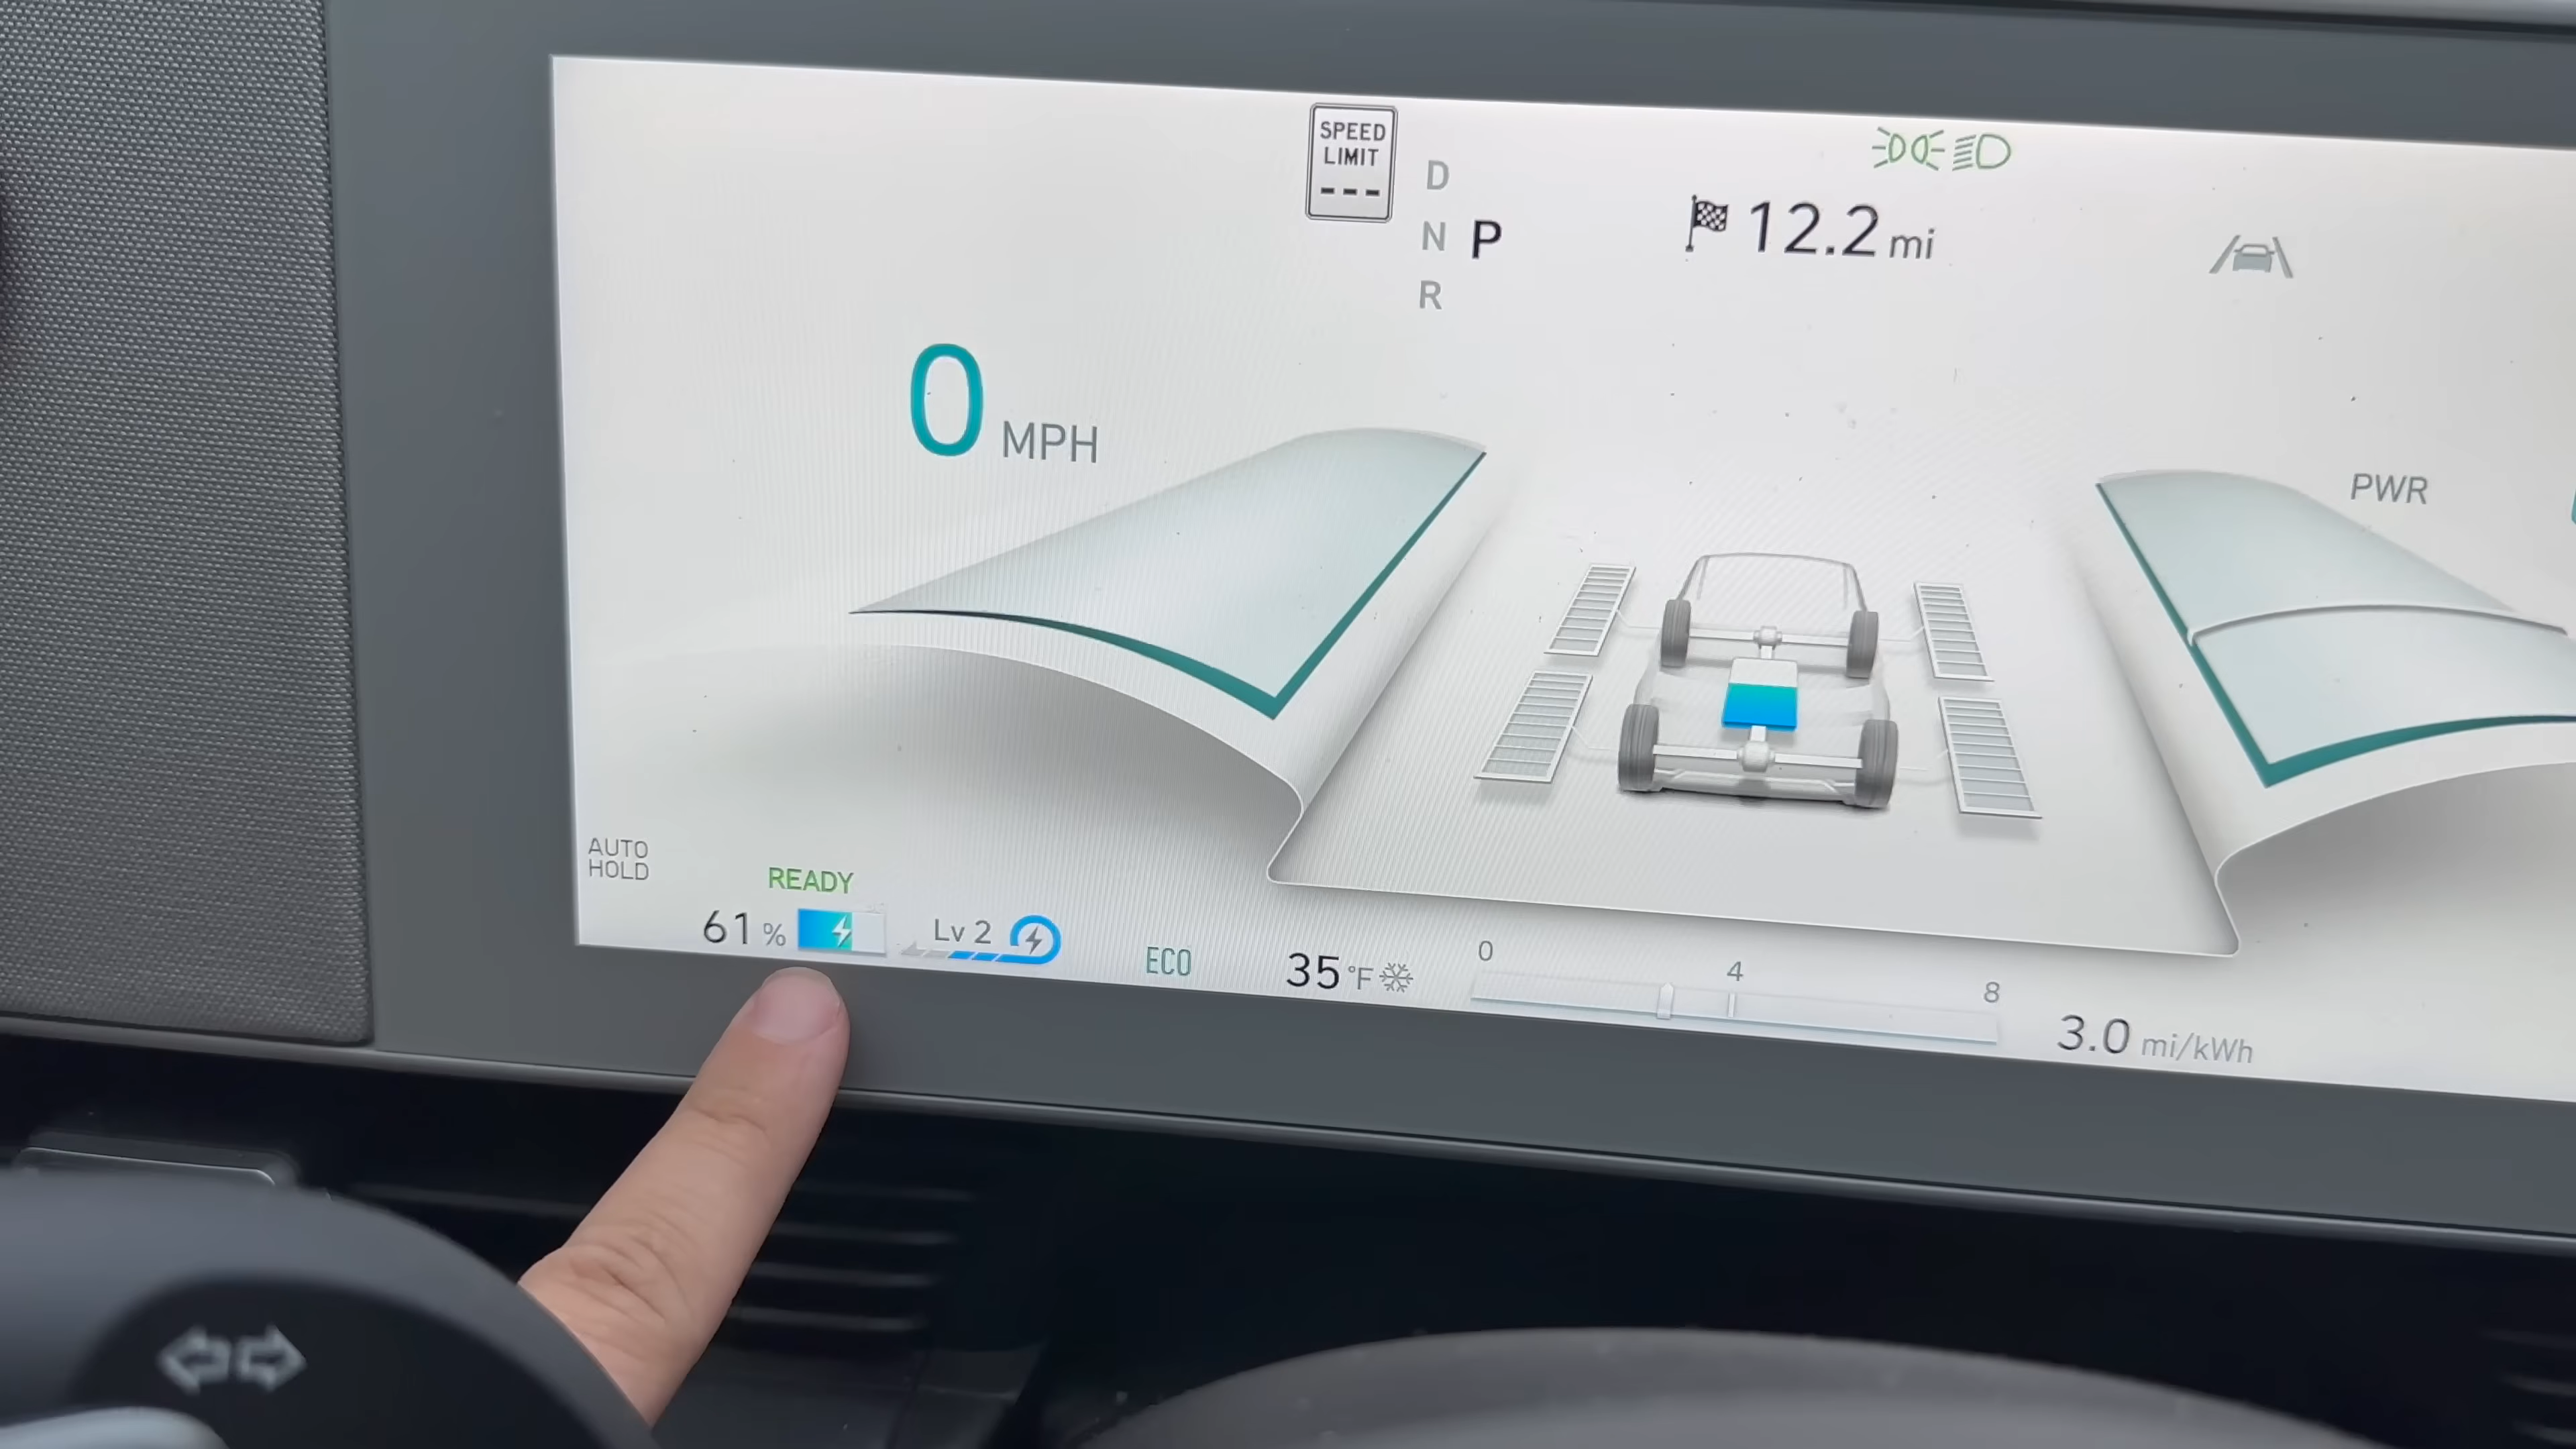 SPEED
LIMIT
---
D
N P
R
12.2 mi
0 MPH
PWR
AUTO
HOLD
READY
61 %
Lv 2
ECO
35 °F
0 4 8
3.0 mi/kWh